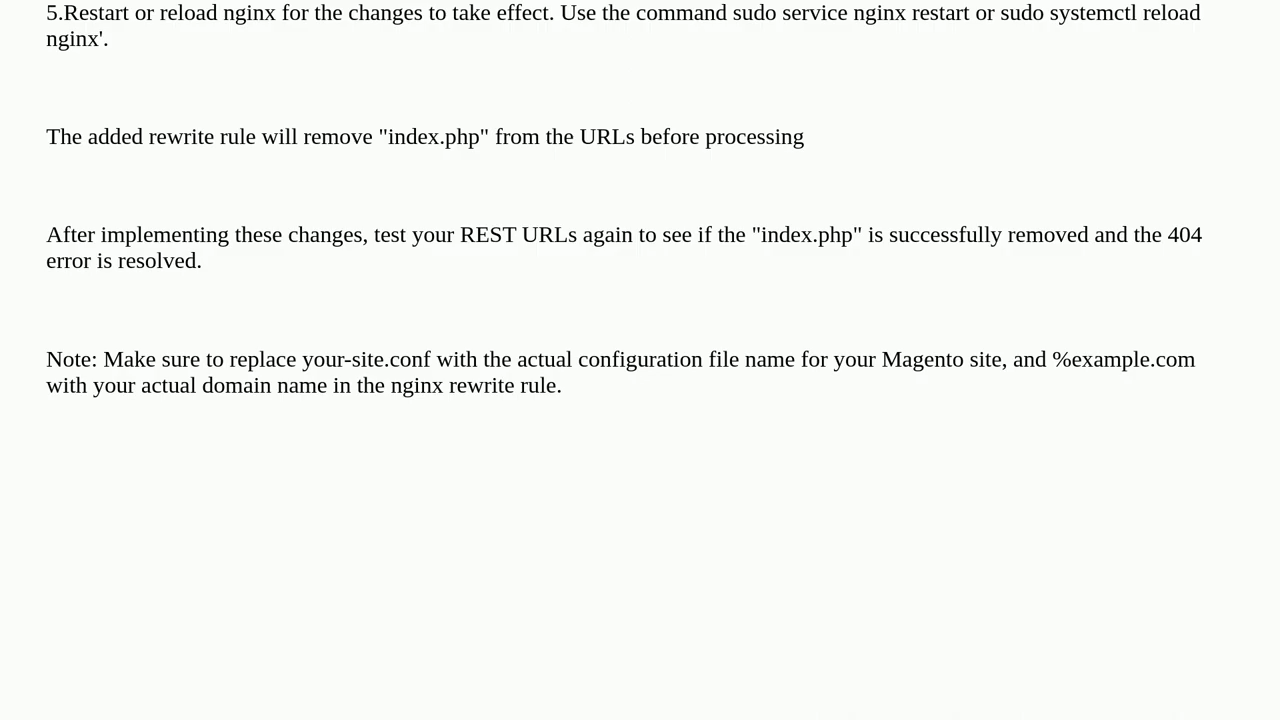 5.Restart or reload nginx for the changes to take effect. Use the command sudo service nginx restart or sudo systemctl reload
nginx'.
The added rewrite rule will remove "index.php" from the URLs before processing
After implementing these changes, test your REST URLs again to see if the "index.php" is successfully removed and the 404
error is resolved.
Note: Make sure to replace your-site.conf with the actual configuration file name for your Magento site, and %example.com
with your actual domain name in the nginx rewrite rule.